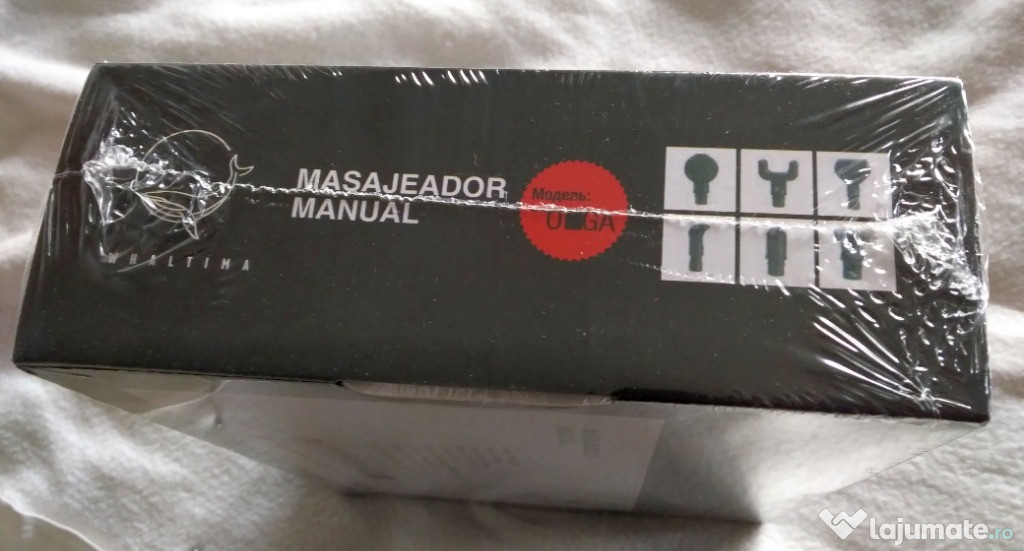 WHALTIMA
MASAJEADOR
MANUAL
Модель:
lajumate.ro